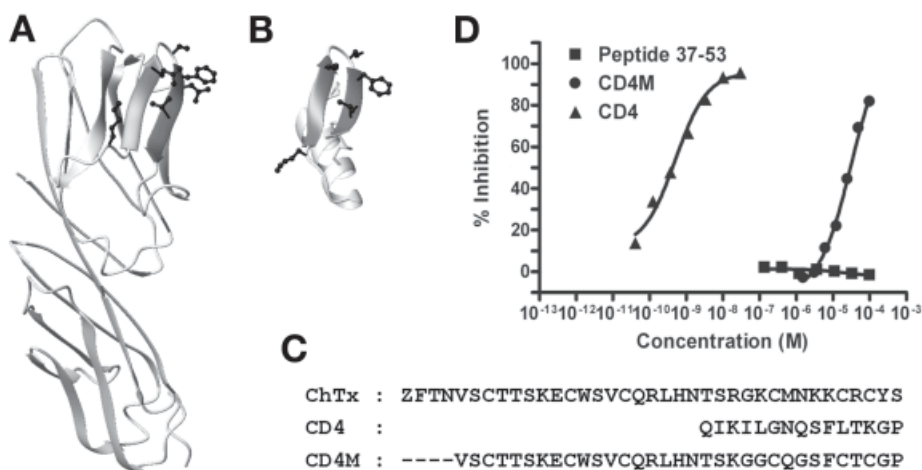 A
B
D
Peptide 37-53
CD4M
CD4
% Inhibition
100
80
60
40
20
0
10-13 10-12 10-11 10-10 10-9 10-8 10-7 10-6 10-5 10-4 10-3
Concentration (M)
C
ChTx : ZFTNVSCTTSKECWSVCQRLHNTSRGKCMNKKCRCYS
CD4 : QIKILGNQSFLTKGP
CD4M : ----VSCTTSKECWSVCQRLHNTSKGGCQGSFCTCGP